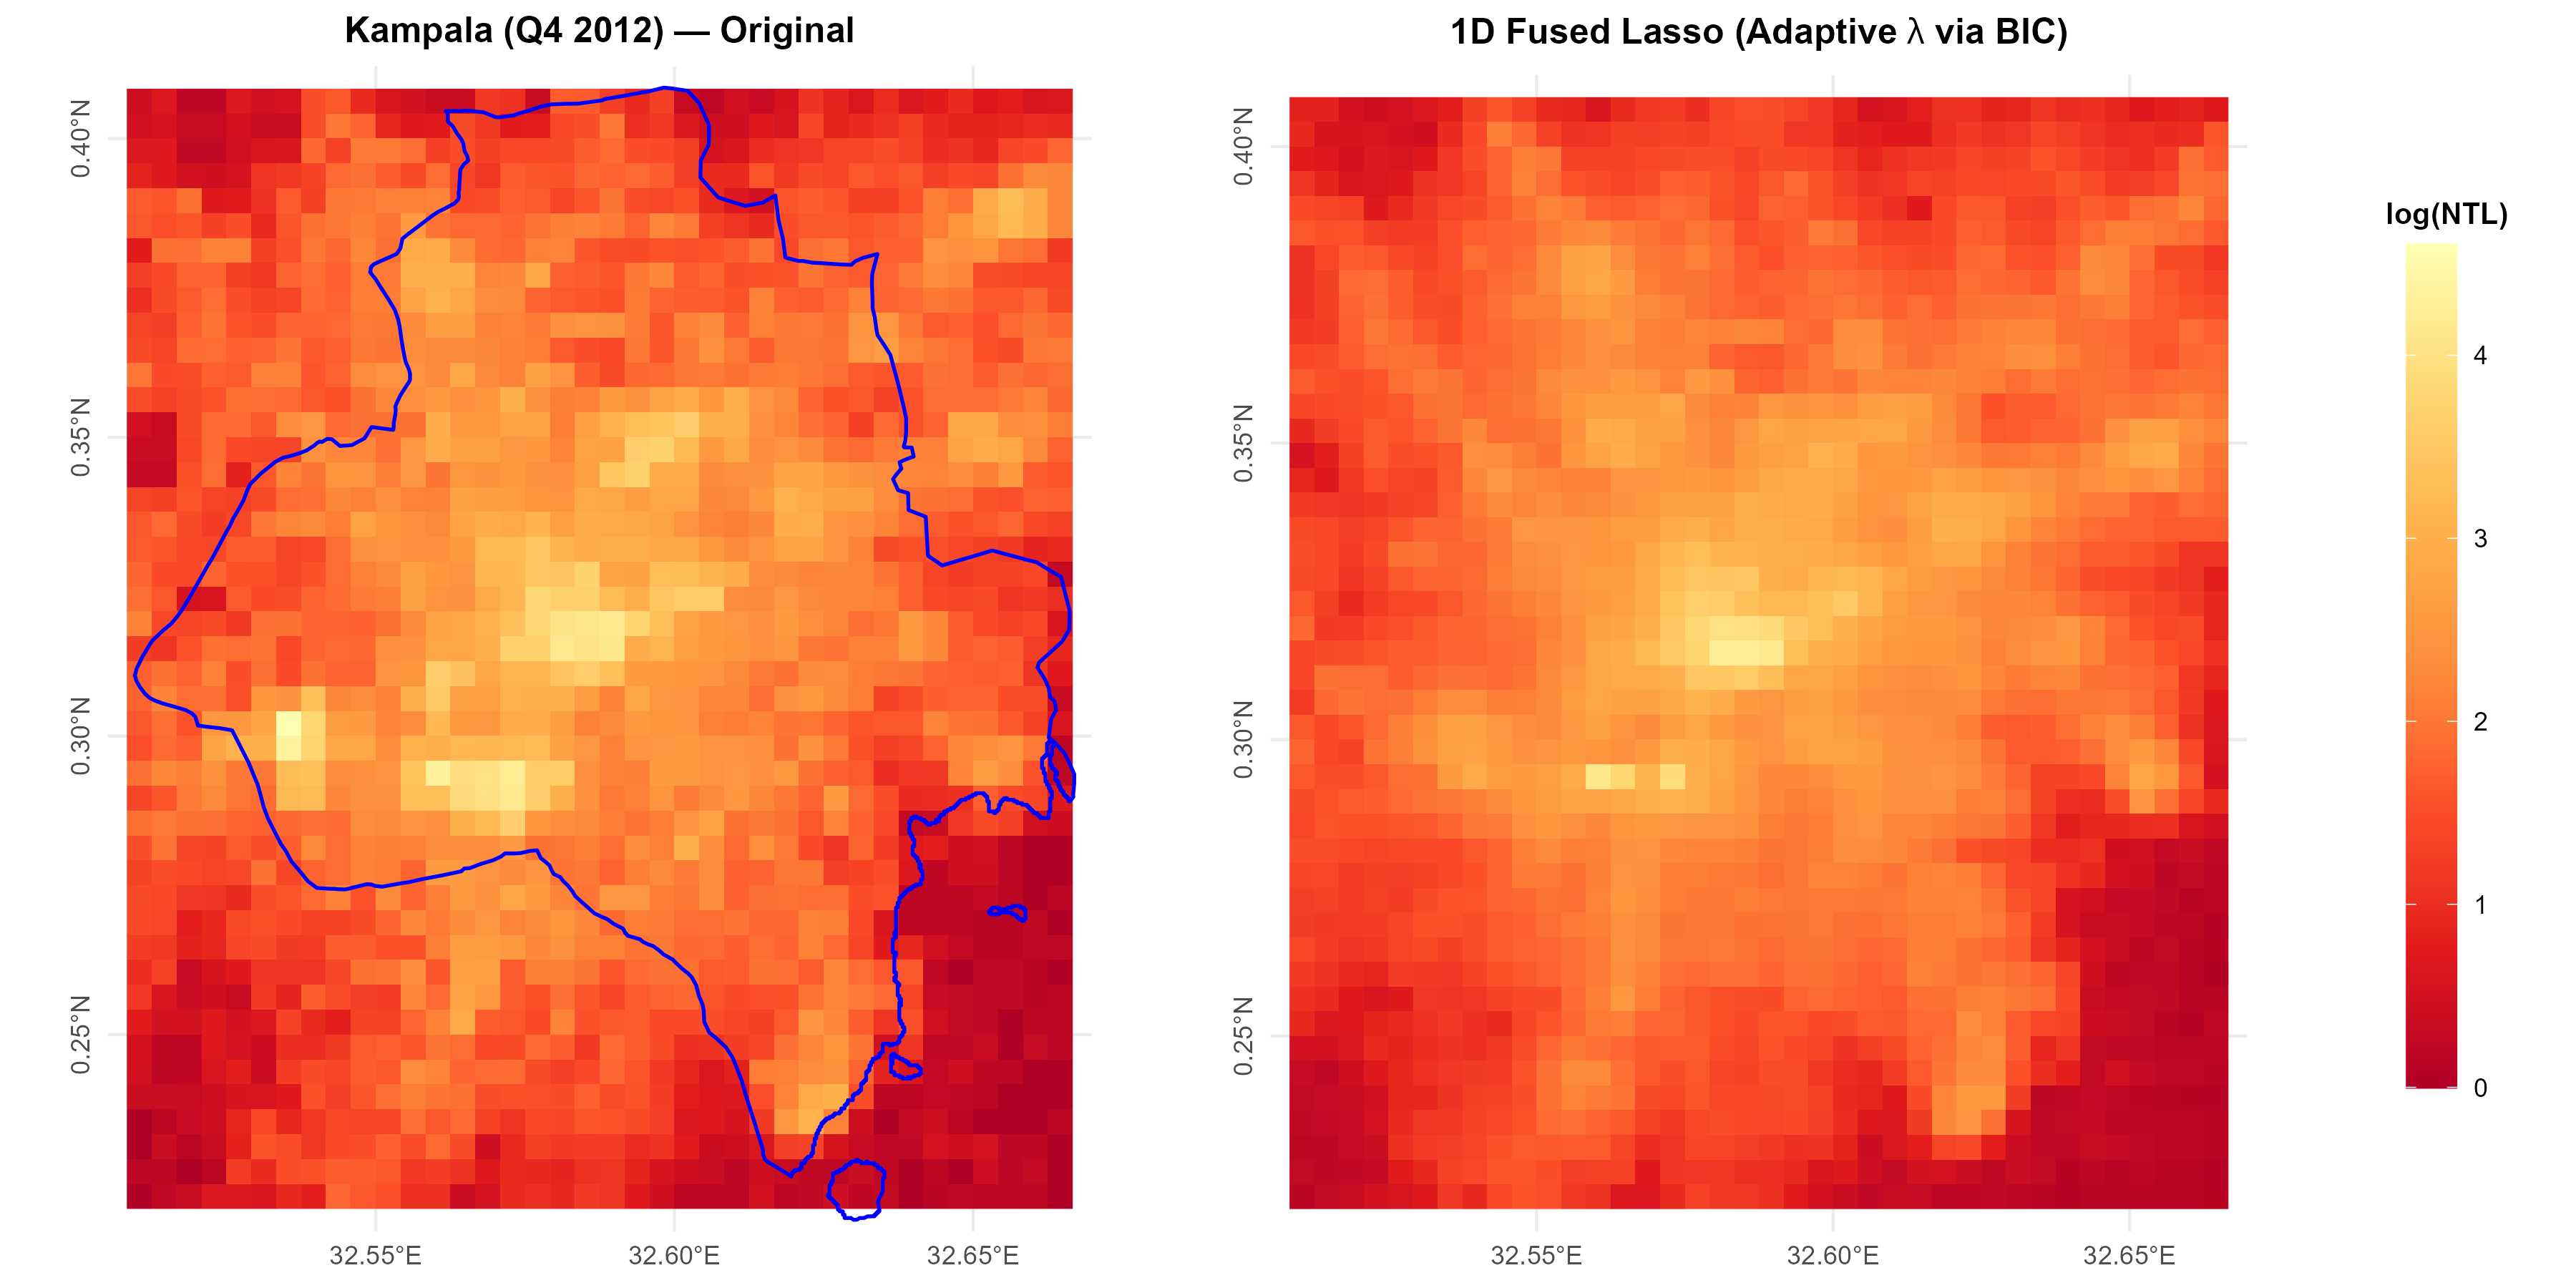 Kampala (Q4 2012) — Original
0.40°N
0.35°N
0.30°N
0.25°N
32.55°E
32.60°E
32.65°E
1D Fused Lasso (Adaptive λ via BIC)
0.40°N
0.35°N
0.30°N
0.25°N
32.55°E
32.60°E
32.65°E
log(NTL)
4
3
2
1
0